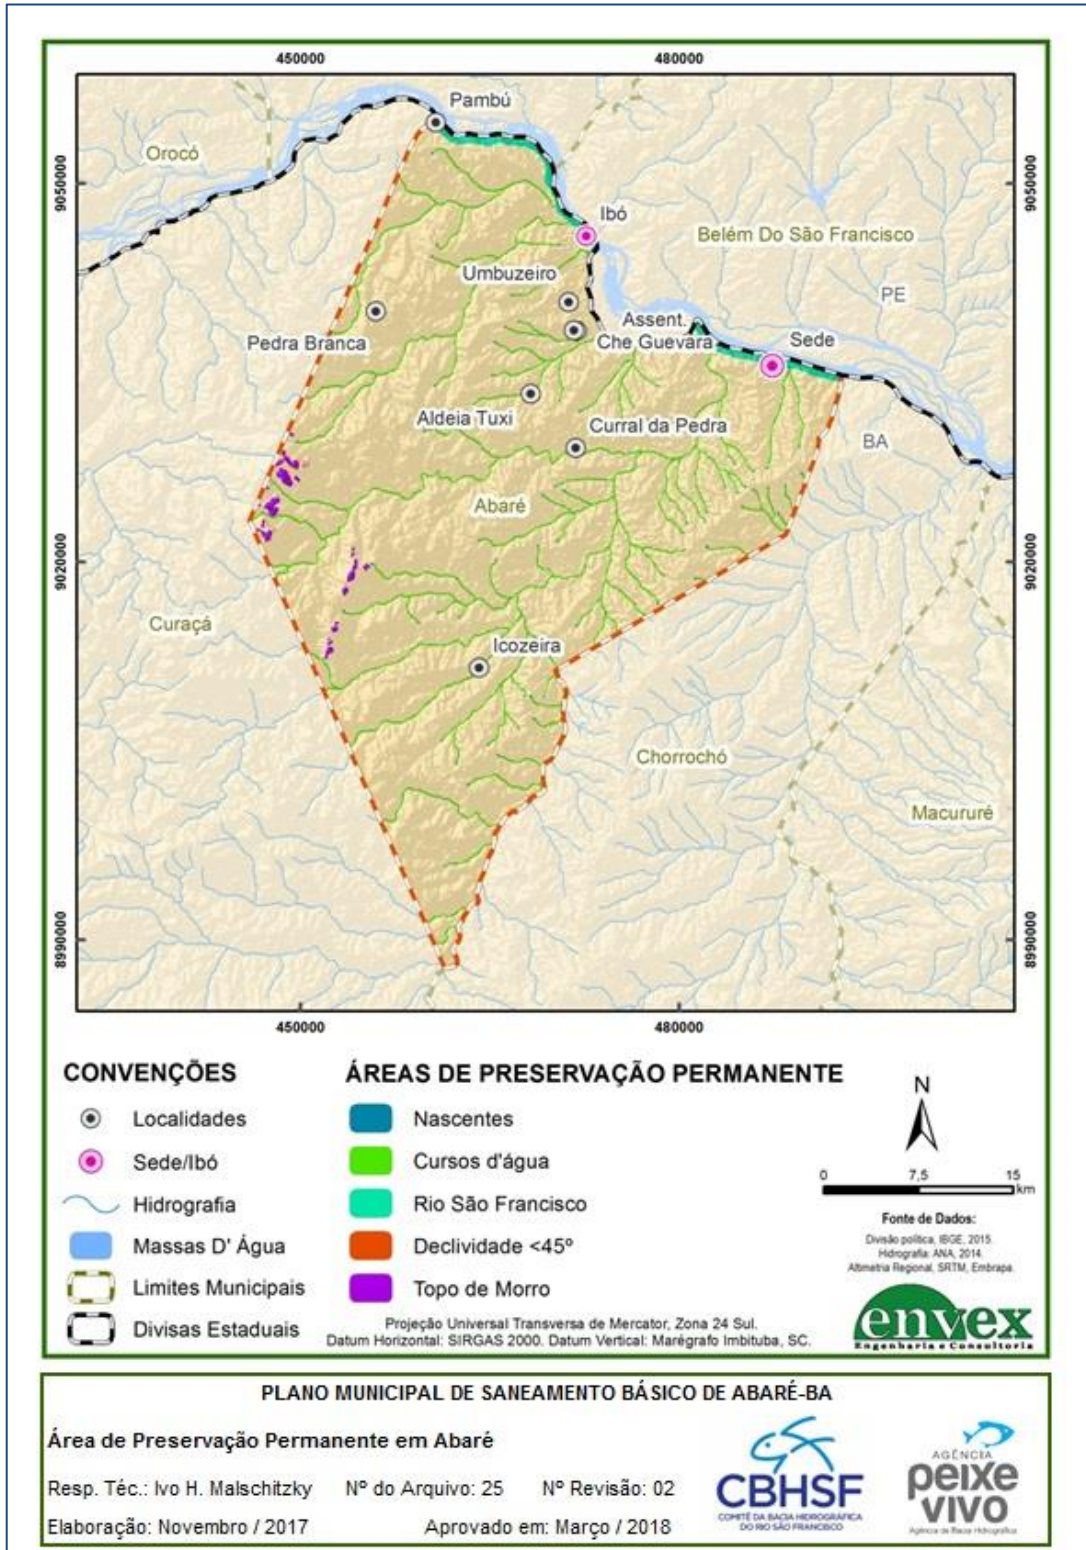 450000 480000
Pambú
Orocó
9050000 9050000
Ibó
Belém Do São Francisco
Umbuzeiro
PE
Assent.
Che Guevara
Sede
Pedra Branca
Aldeia Tuxi
Curral da Pedra
BA
Abaré
9020000 9020000
Curaçá
Icozeira
Chorrochó
Macururé
8990000 8990000
450000 480000
CONVENÇÕES
Localidades
Sede/Ibó
Hidrografia
Massas D' Água
Limites Municipais
Divisas Estaduais
ÁREAS DE PRESERVAÇÃO PERMANENTE
Nascentes
Cursos d'água
Rio São Francisco
Declividade <45º
Topo de Morro
N
0 7,5 15
km
Fonte de Dados:
Divisão política, IBGE, 2015.
Hidrografia: ANA, 2014.
Altimetria Regional, SRTM, Embrapa.
Projeção Universal Transversa de Mercator, Zona 24 Sul.
Datum Horizontal: SIRGAS 2000. Datum Vertical: Marégrafo Imbituba, SC.
envex
Engenharia e Consultoria
PLANO MUNICIPAL DE SANEAMENTO BÁSICO DE ABARÉ-BA
Área de Preservação Permanente em Abaré
Resp. Téc.: Ivo H. Malschitzky Nº do Arquivo: 25 Nº Revisão: 02
Elaboração: Novembro / 2017 Aprovado em: Março / 2018
CBHSF
COMITÊ DA BACIA HIDROGRÁFICA
DO RIO SÃO FRANCISCO
AGÊNCIA
peixe
vivo
Agência de Bacia Hidrográfica